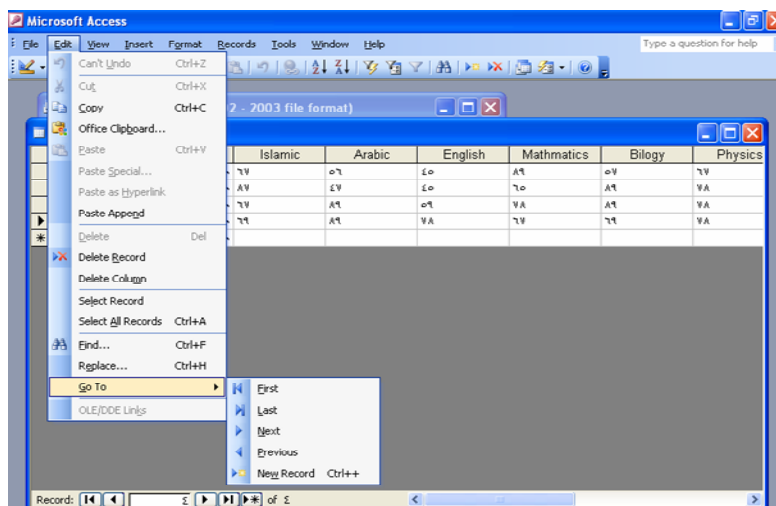 Microsoft Access
File Edit View Insert Format Records Tools Window Help
Type a question for help
Can't Undo Ctrl+Z
Cut Ctrl+X
Copy Ctrl+C
Office Clipboard...
Paste Ctrl+V
Paste Special...
Paste as Hyperlink
Paste Append
Delete Del
Delete Record
Delete Column
Select Record
Select All Records Ctrl+A
Find... Ctrl+F
Replace... Ctrl+H
Go To
OLE/DDE Links
First
Last
Next
Previous
New Record Ctrl++
2 - 2003 file format)
Islamic Arabic English Mathmatics Bilogy Physics
٦٧ ٥٦ ٤٥ ٨٩ ٥٧ ٦٧
٨٧ ٤٧ ٤٥ ٦٥ ٨٩ ٧٨
٦٧ ٨٩ ٥٩ ٧٨ ٨٩ ٧٨
٦٩ ٨٩ ٧٨ ٦٧ ٦٩ ٧٨
Record: ٤ of ٤